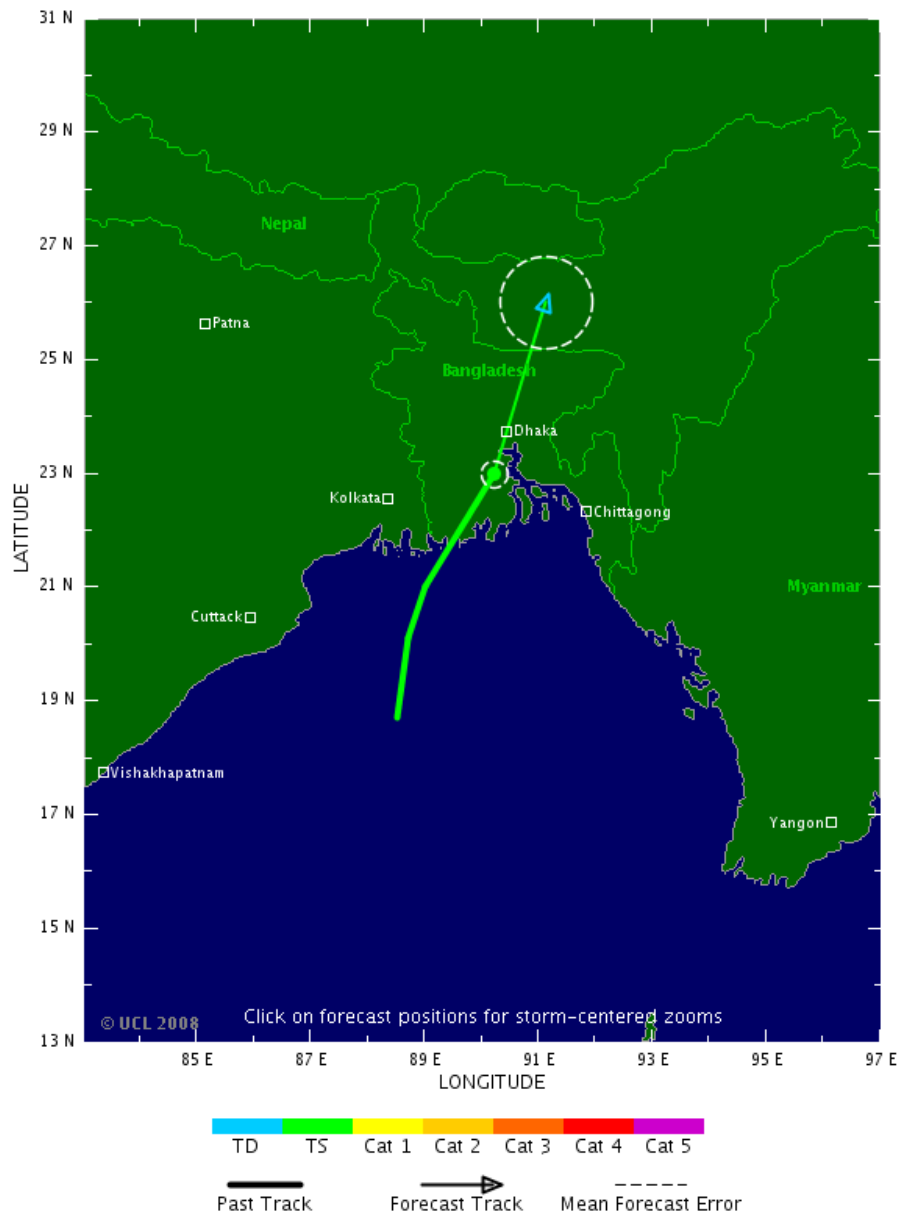 31 N
29 N
Nepal
27 N
Patna
25 N
Bangladesh
Dhaka
23 N
Kolkata
Chittagong
LATITUDE
21 N
Myanmar
Cuttack
19 N
Vishakhapatnam
17 N
Yangon
15 N
© UCL 2008
Click on forecast positions for storm-centered zooms
13 N
85 E 87 E 89 E 91 E 93 E 95 E 97 E
LONGITUDE
TD TS Cat 1 Cat 2 Cat 3 Cat 4 Cat 5
Past Track Forecast Track Mean Forecast Error